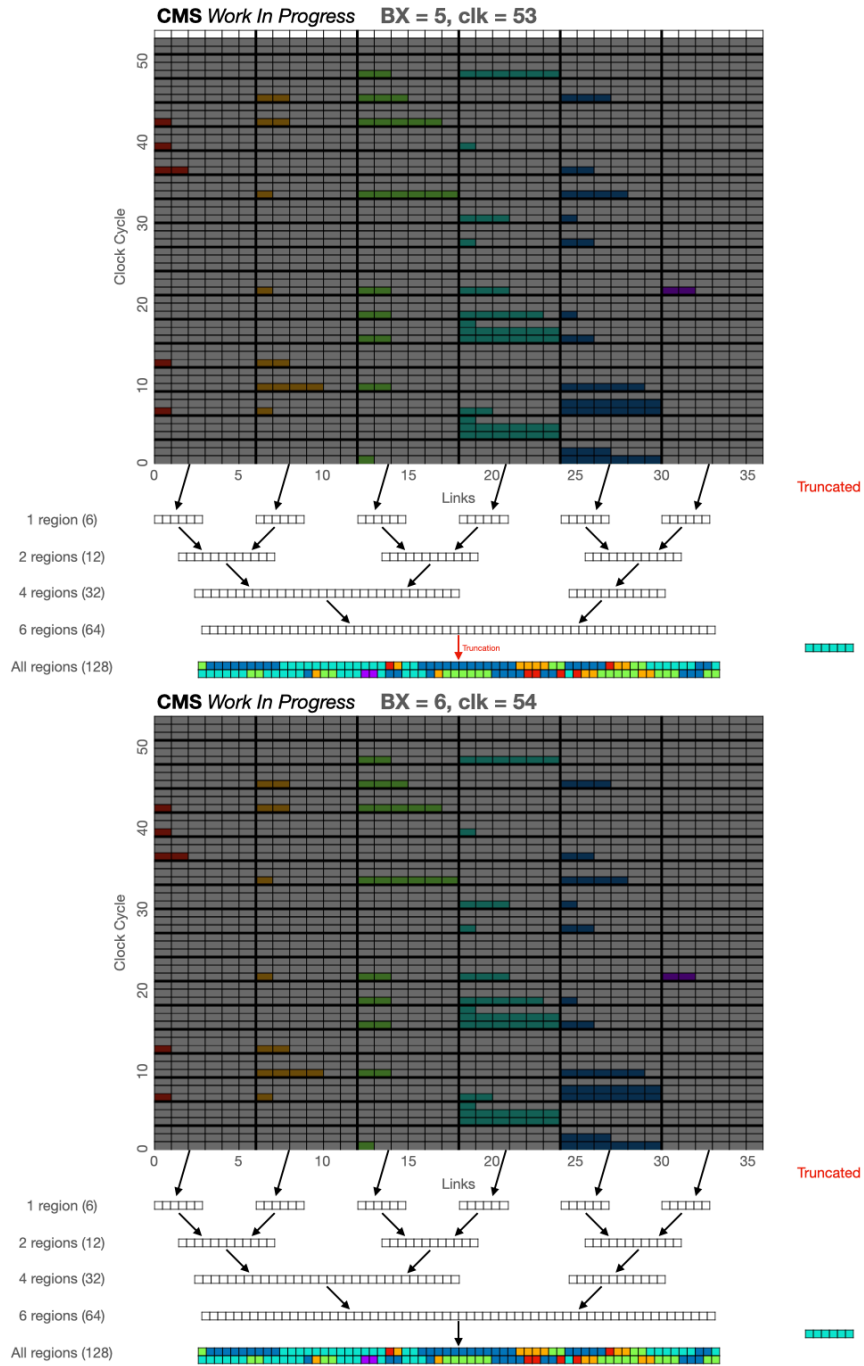 CMS Work In Progress BX = 5, clk = 53
50
40
30
20
10
0
Clock Cycle
0 5 10 15 20 25 30 35
Links
Truncated
1 region (6)
2 regions (12)
4 regions (32)
6 regions (64)
Truncation
All regions (128)
CMS Work In Progress BX = 6, clk = 54
50
40
30
20
10
0
Clock Cycle
0 5 10 15 20 25 30 35
Links
Truncated
1 region (6)
2 regions (12)
4 regions (32)
6 regions (64)
All regions (128)